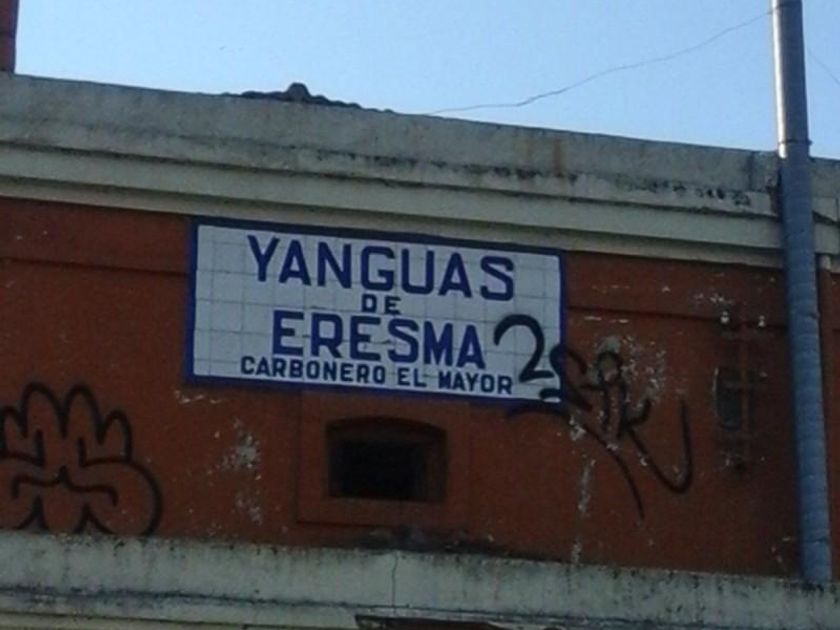 YANGUAS
DE
ERESMA
CARBONERO EL MAYOR